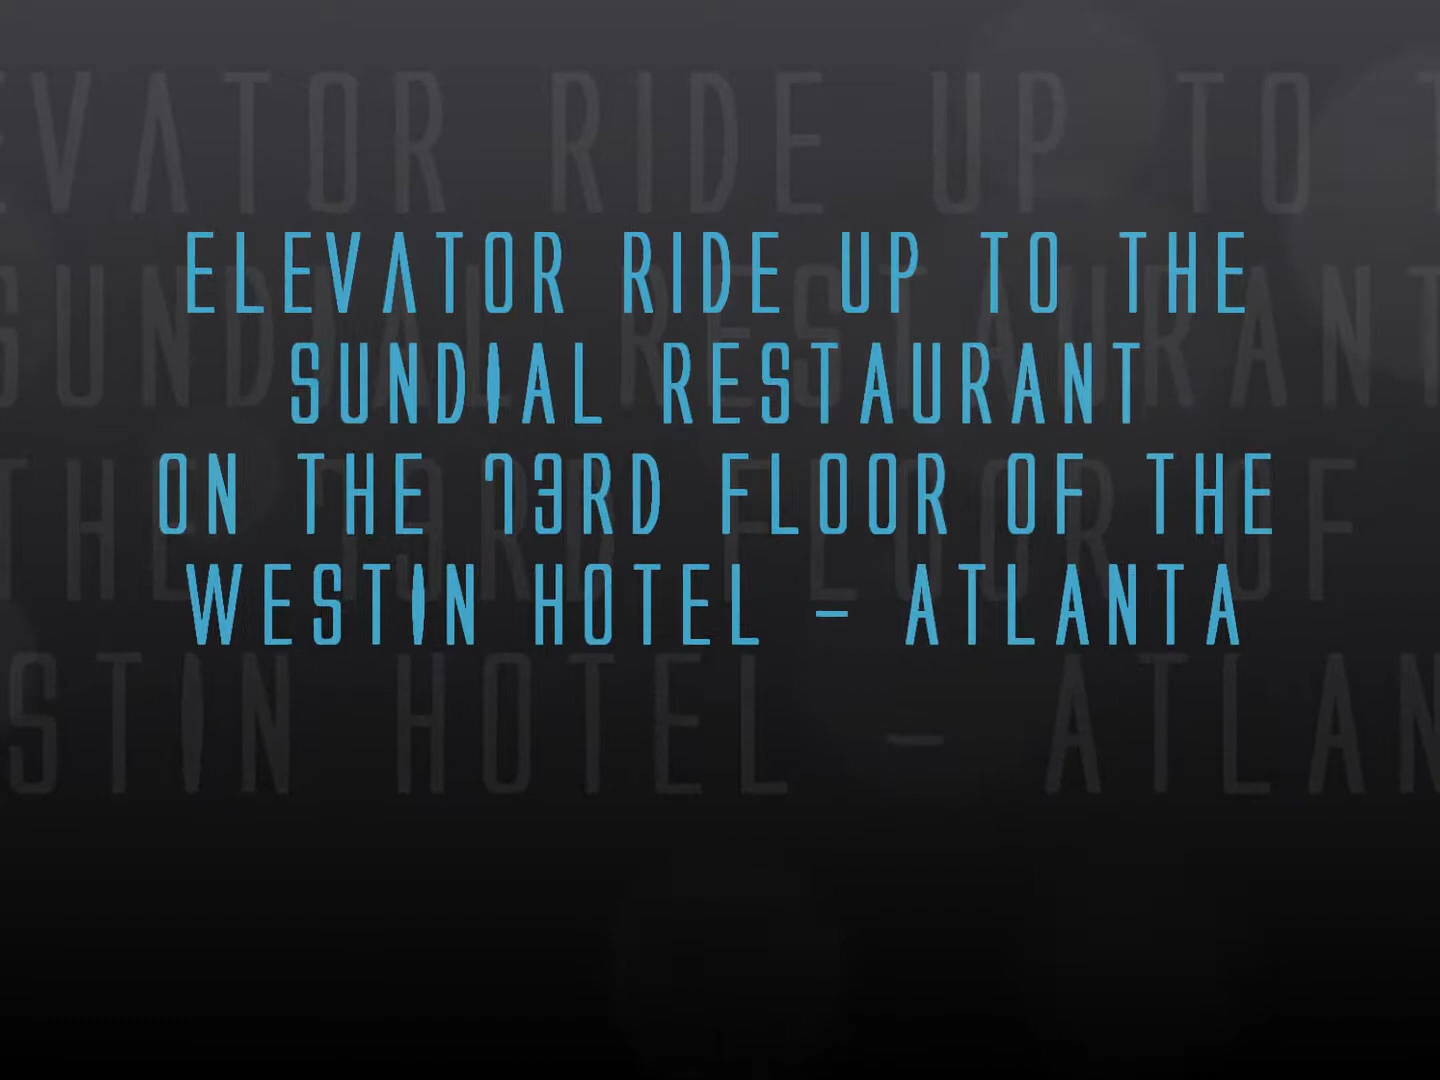 ELEVATOR RIDE UP TO THE
SUNDIAL RESTAURANT
ON THE 73RD FLOOR OF THE
WESTIN HOTEL - ATLANTA